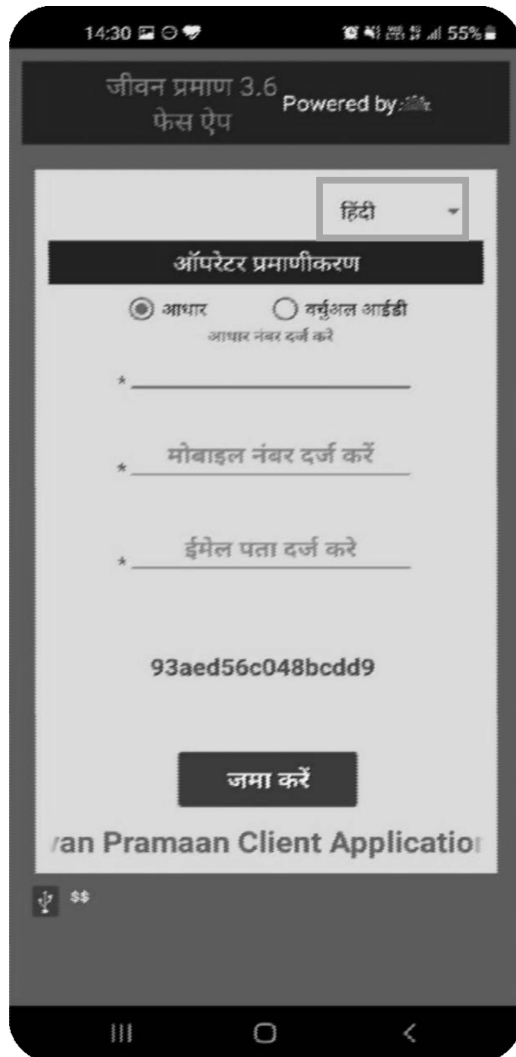 14:30
55%
जीवन प्रमाण 3.6
फेस ऐप
Powered by
हिंदी
ऑपरेटर प्रमाणीकरण
आधार वर्चुअल आईडी
आधार नंबर दर्ज करे
*
* मोबाइल नंबर दर्ज करें
* ईमेल पता दर्ज करे
93aed56c048bcdd9
जमा करें
van Pramaan Client Application
$$